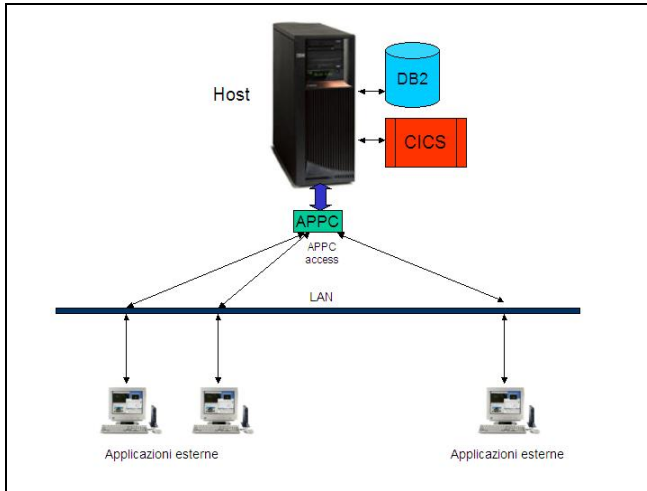 DB2
Host
CICS
APPC
APPC
access
LAN
Applicazioni esterne
Applicazioni esterne